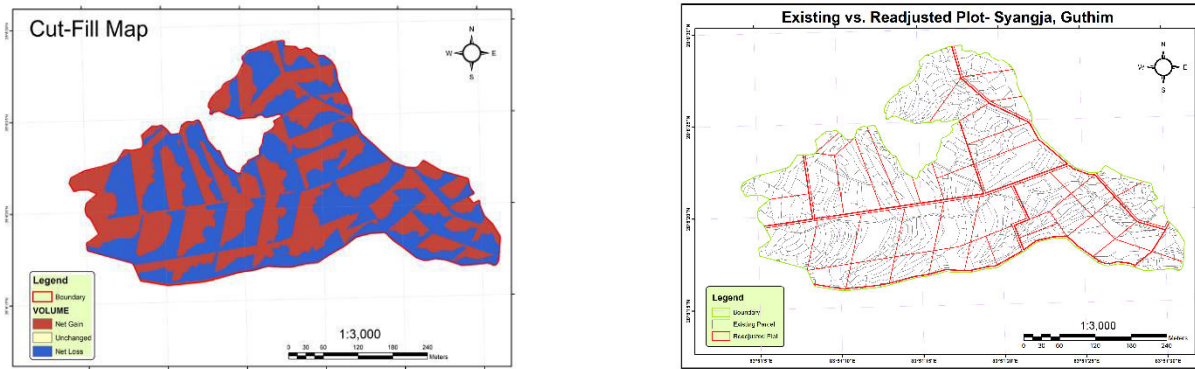 Cut-Fill Map
N
W E
S
Legend
Boundary
VOLUME
Net Gain
Unchanged
Net Loss
1:3,000
0 30 60 120 180 240
Meters
Existing vs. Readjusted Plot- Syangja, Guthim
N
W E
S
Legend
Boundary
Existing Parcel
Readjusted Plot
1:3,000
0 30 60 120 180 240
Meters